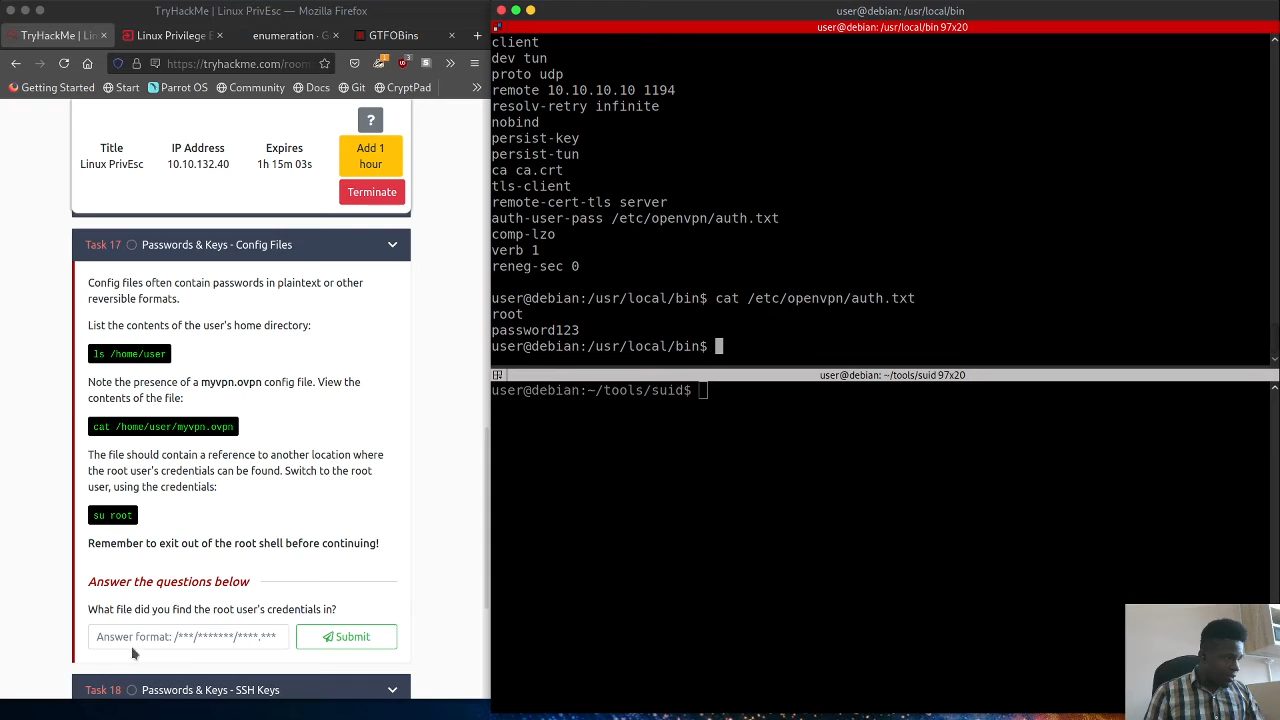 TryHackMe | Linux PrivEsc — Mozilla Firefox
TryHackMe | Lin
Linux Privilege E
enumeration - G
GTFOBins
https://tryhackme.com/room
Getting Started
Start
Parrot OS
Community
Docs
Git
CryptPad
?
Title
IP Address
Expires
Add 1
hour
Linux PrivEsc
10.10.132.40
1h 15m 03s
Terminate
Task 17
Passwords & Keys - Config Files
Config files often contain passwords in plaintext or other
reversible formats.
List the contents of the user's home directory:
ls /home/user
Note the presence of a myvpn.ovpn config file. View the
contents of the file:
cat /home/user/myvpn.ovpn
The file should contain a reference to another location where
the root user's credentials can be found. Switch to the root
user, using the credentials:
su root
Remember to exit out of the root shell before continuing!
Answer the questions below
What file did you find the root user's credentials in?
Answer format: /***/*******/****.***
Submit
Task 18
Passwords & Keys - SSH Keys
user@debian: /usr/local/bin
user@debian: /usr/local/bin 97x20
client
dev tun
proto udp
remote 10.10.10.10 1194
resolv-retry infinite
nobind
persist-key
persist-tun
ca ca.crt
tls-client
remote-cert-tls server
auth-user-pass /etc/openvpn/auth.txt
comp-lzo
verb 1
reneg-sec 0
user@debian:/usr/local/bin$ cat /etc/openvpn/auth.txt
root
password123
user@debian:/usr/local/bin$
user@debian: ~/tools/suid 97x20
user@debian:~/tools/suid$